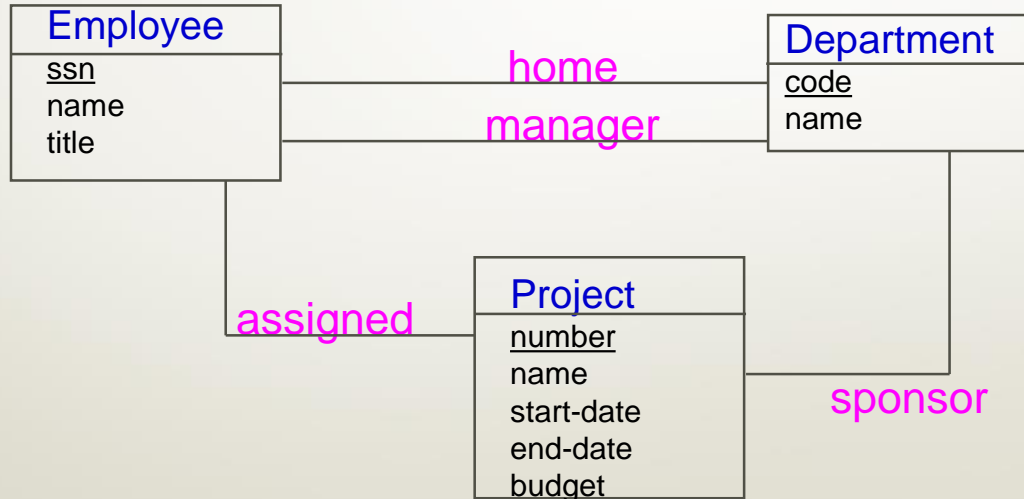 Employee
ssn
name
title
home
manager
Department
code
name
assigned
Project
number
name
start-date
end-date
budget
sponsor